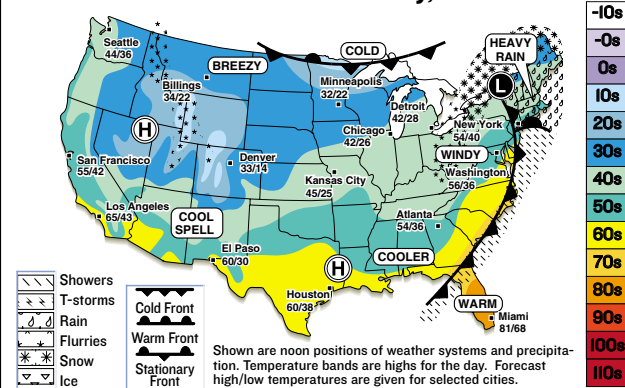 COLD
HEAVY
RAIN
Seattle
44/36
BREEZY
Billings
34/22
Minneapolis
32/22
L
Detroit
42/28
New York
54/40
Chicago
42/26
H
WINDY
San Francisco
55/42
Denver
33/14
Kansas City
45/25
Washington
56/36
Los Angeles
65/43
COOL
SPELL
Atlanta
54/36
El Paso
60/30
COOLER
H
Houston
60/38
WARM
Miami
81/68
Showers
T-storms
Rain
Flurries
Snow
Ice
Cold Front
Warm Front
Stationary
Front
Shown are noon positions of weather systems and precipita-
tion. Temperature bands are highs for the day. Forecast
high/low temperatures are given for selected cities.
-10s
-0s
0s
10s
20s
30s
40s
50s
60s
70s
80s
90s
100s
110s